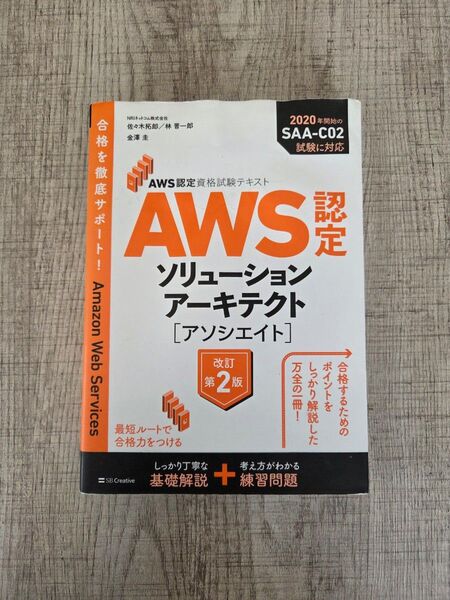 合格を徹底サポート! Amazon Web Services
NRIネットコム株式会社
佐々木拓郎／林 晋一郎
金澤 圭
2020年開始の
SAA-C02
試験に対応
AWS認定資格試験テキスト
AWS認定
ソリューション
アーキテクト
[アソシエイト]
改訂
第2版
合格するための
ポイントを
しっかり解説した
万全の一冊!
最短ルートで
合格力をつける
しっかり丁寧な
基礎解説
+
考え方がわかる
練習問題
SB Creative